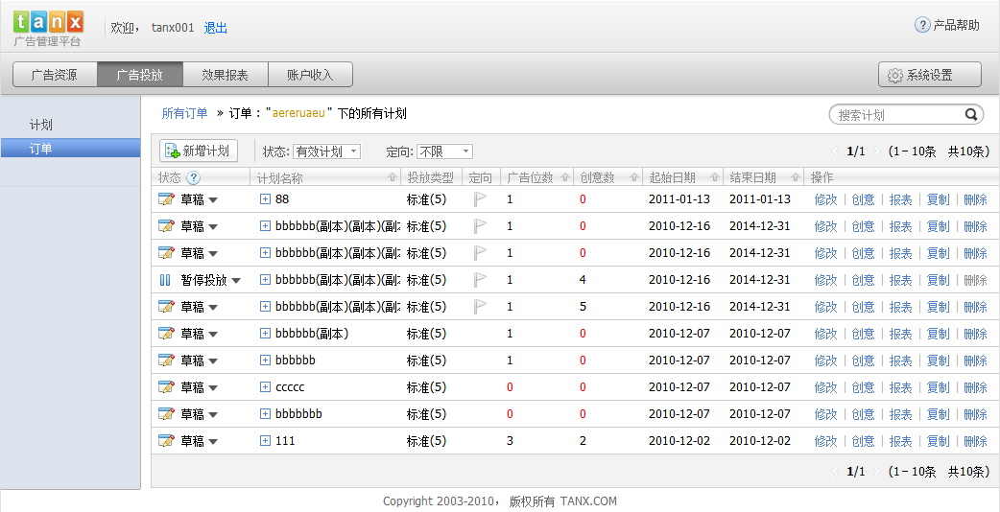 tanx 欢迎， tanx001 退出 产品帮助
广告管理平台
广告资源 广告投放 效果报表 账户收入 系统设置
计划
订单
所有订单 » 订单："aereruaeu" 下的所有计划 搜索计划
新增计划 状态: 有效计划 定向: 不限 1/1 (1 - 10条 共10条)
状态 计划名称 投放类型 定向 广告位数 创意数 起始日期 结束日期 操作
草稿 88 标准(5) 1 0 2011-01-13 2011-01-13 修改 | 创意 | 报表 | 复制 | 删除
草稿 bbbbbb(副本)(副本)(副 标准(5) 1 0 2010-12-16 2014-12-31 修改 | 创意 | 报表 | 复制 | 删除
草稿 bbbbbb(副本)(副本)(副 标准(5) 1 0 2010-12-16 2014-12-31 修改 | 创意 | 报表 | 复制 | 删除
暂停投放 bbbbbb(副本)(副本)(副 标准(5) 1 4 2010-12-16 2014-12-31 修改 | 创意 | 报表 | 复制 | 删除
草稿 bbbbbb(副本)(副本)(副 标准(5) 1 5 2010-12-16 2014-12-31 修改 | 创意 | 报表 | 复制 | 删除
草稿 bbbbbb(副本) 标准(5) 1 0 2010-12-07 2010-12-07 修改 | 创意 | 报表 | 复制 | 删除
草稿 bbbbbb 标准(5) 1 0 2010-12-07 2010-12-07 修改 | 创意 | 报表 | 复制 | 删除
草稿 ccccc 标准(5) 0 0 2010-12-07 2010-12-07 修改 | 创意 | 报表 | 复制 | 删除
草稿 bbbbbbb 标准(5) 0 0 2010-12-07 2010-12-07 修改 | 创意 | 报表 | 复制 | 删除
草稿 111 标准(5) 3 2 2010-12-02 2010-12-02 修改 | 创意 | 报表 | 复制 | 删除
1/1 (1 - 10条 共10条)
Copyright 2003-2010， 版权所有 TANX.COM